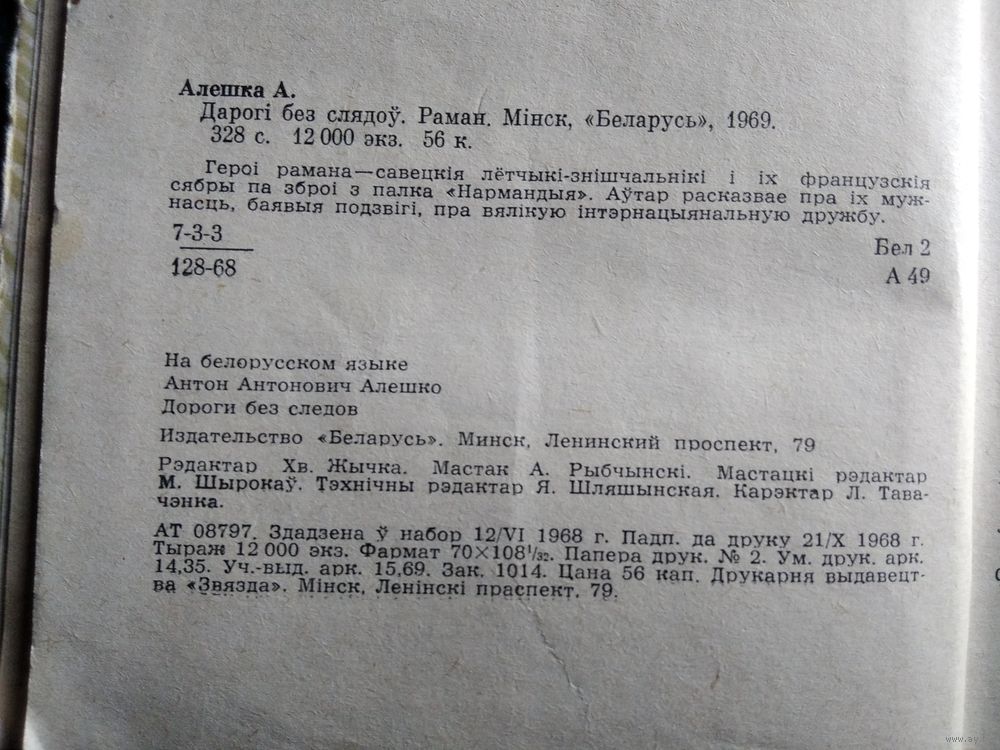 Алешка А.
Дарогі без слядоў. Раман. Мінск, «Беларусь», 1969.
328 с. 12 000 экз. 56 к.
Героі рамана—савецкія лётчыкі-знішчальнікі і іх французскія
сябры па зброі з палка «Нармандыя». Аўтар расказвае пра іх муж-
насць, баявыя подзвігі, пра вялікую інтэрнацыянальную дружбу.
7-3-3
128-68
Бел 2
А 49
На белорусском языке
Антон Антонович Алешко
Дороги без следов
Издательство «Беларусь». Минск, Ленинский проспект, 79
Рэдактар Хв. Жычка. Мастак А. Рыбчынскі. Мастацкі рэдактар
М. Шырокаў. Тэхнічны рэдактар Я. Шляшынская. Карэктар Л. Тава-
чэнка.
АТ 08797. Здадзена ў набор 12/VI 1968 г. Падп. да друку 21/X 1968 г.
Тыраж 12 000 экз. Фармат 70×108¹/₃₂. Папера друк. № 2. Ум. друк. арк.
14,35. Уч.-выд. арк. 15,69. Зак. 1014. Цана 56 кап. Друкарня выдавецт-
ва «Звязда». Мінск, Ленінскі праспект, 79.